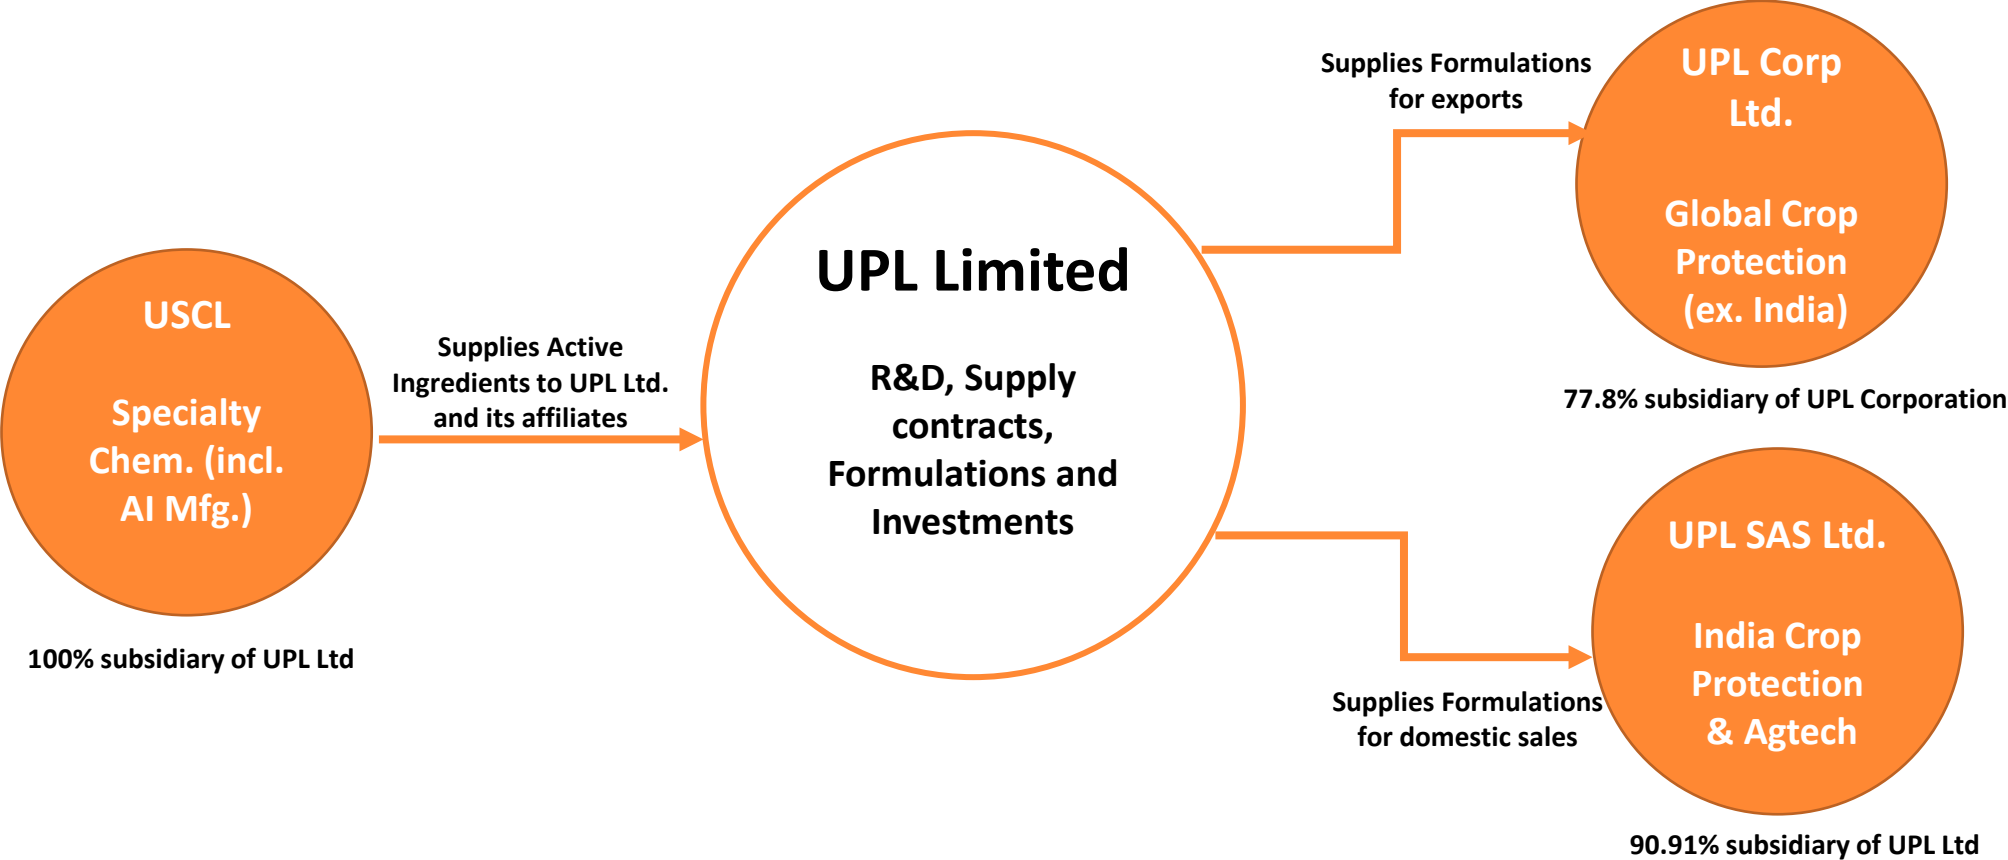 USCL
Specialty
Chem. (incl.
AI Mfg.)
100% subsidiary of UPL Ltd
Supplies Active
Ingredients to UPL Ltd.
and its affiliates
UPL Limited
R&D, Supply
contracts,
Formulations and
Investments
Supplies Formulations
for exports
UPL Corp
Ltd.
Global Crop
Protection
(ex. India)
77.8% subsidiary of UPL Corporation
Supplies Formulations
for domestic sales
UPL SAS Ltd.
India Crop
Protection
& Agtech
90.91% subsidiary of UPL Ltd